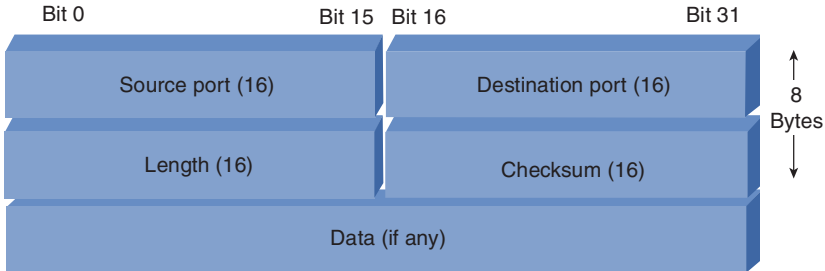 Bit 0
Bit 15
Bit 16
Bit 31
Source port (16)
Destination port (16)
8
Bytes
Length (16)
Checksum (16)
Data (if any)